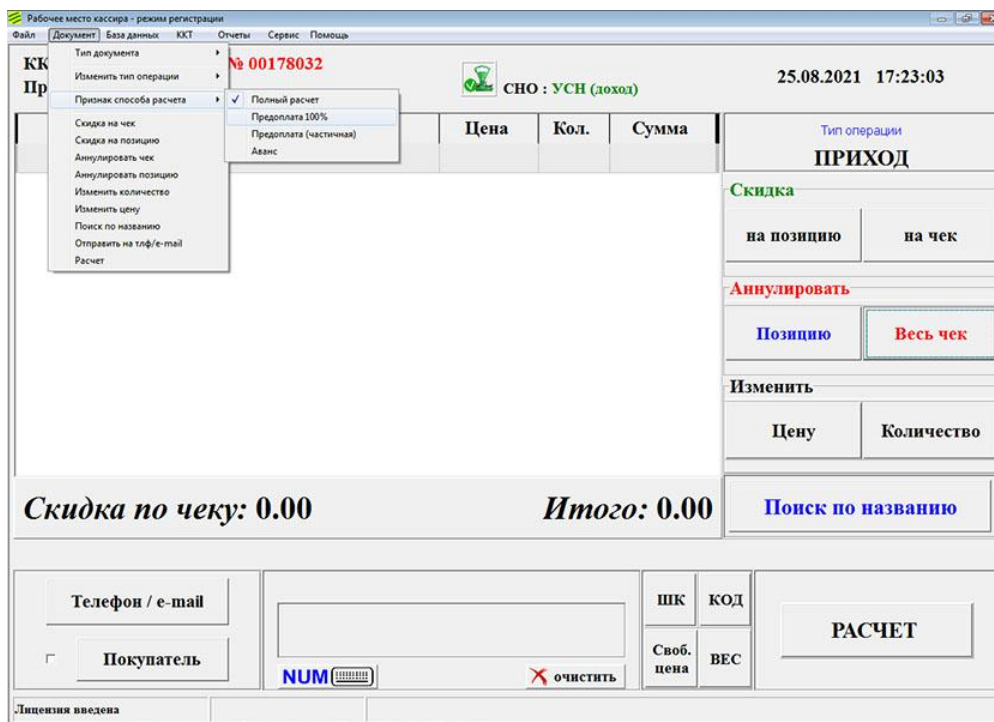 Рабочее место кассира - режим регистрации
Файл Документ База данных ККТ Отчеты Сервис Помощь
КК
№ 00178032
Пр
СНО : УСН (доход)
25.08.2021 17:23:03
Тип документа
Изменить тип операции
Признак способа расчета
Скидка на чек
Скидка на позицию
Аннулировать чек
Аннулировать позицию
Изменить количество
Изменить цену
Поиск по названию
Отправить на тлф/e-mail
Расчет
✓ Полный расчет
Предоплата 100%
Предоплата (частичная)
Аванс
Цена Кол. Сумма
Тип операции
ПРИХОД
Скидка
на позицию на чек
Аннулировать
Позицию Весь чек
Изменить
Цену Количество
Скидка по чеку: 0.00 Итого: 0.00
Поиск по названию
Телефон / e-mail
Покупатель
NUM
очистить
ШК КОД
Своб. цена
ВЕС
РАСЧЕТ
Лицензия введена